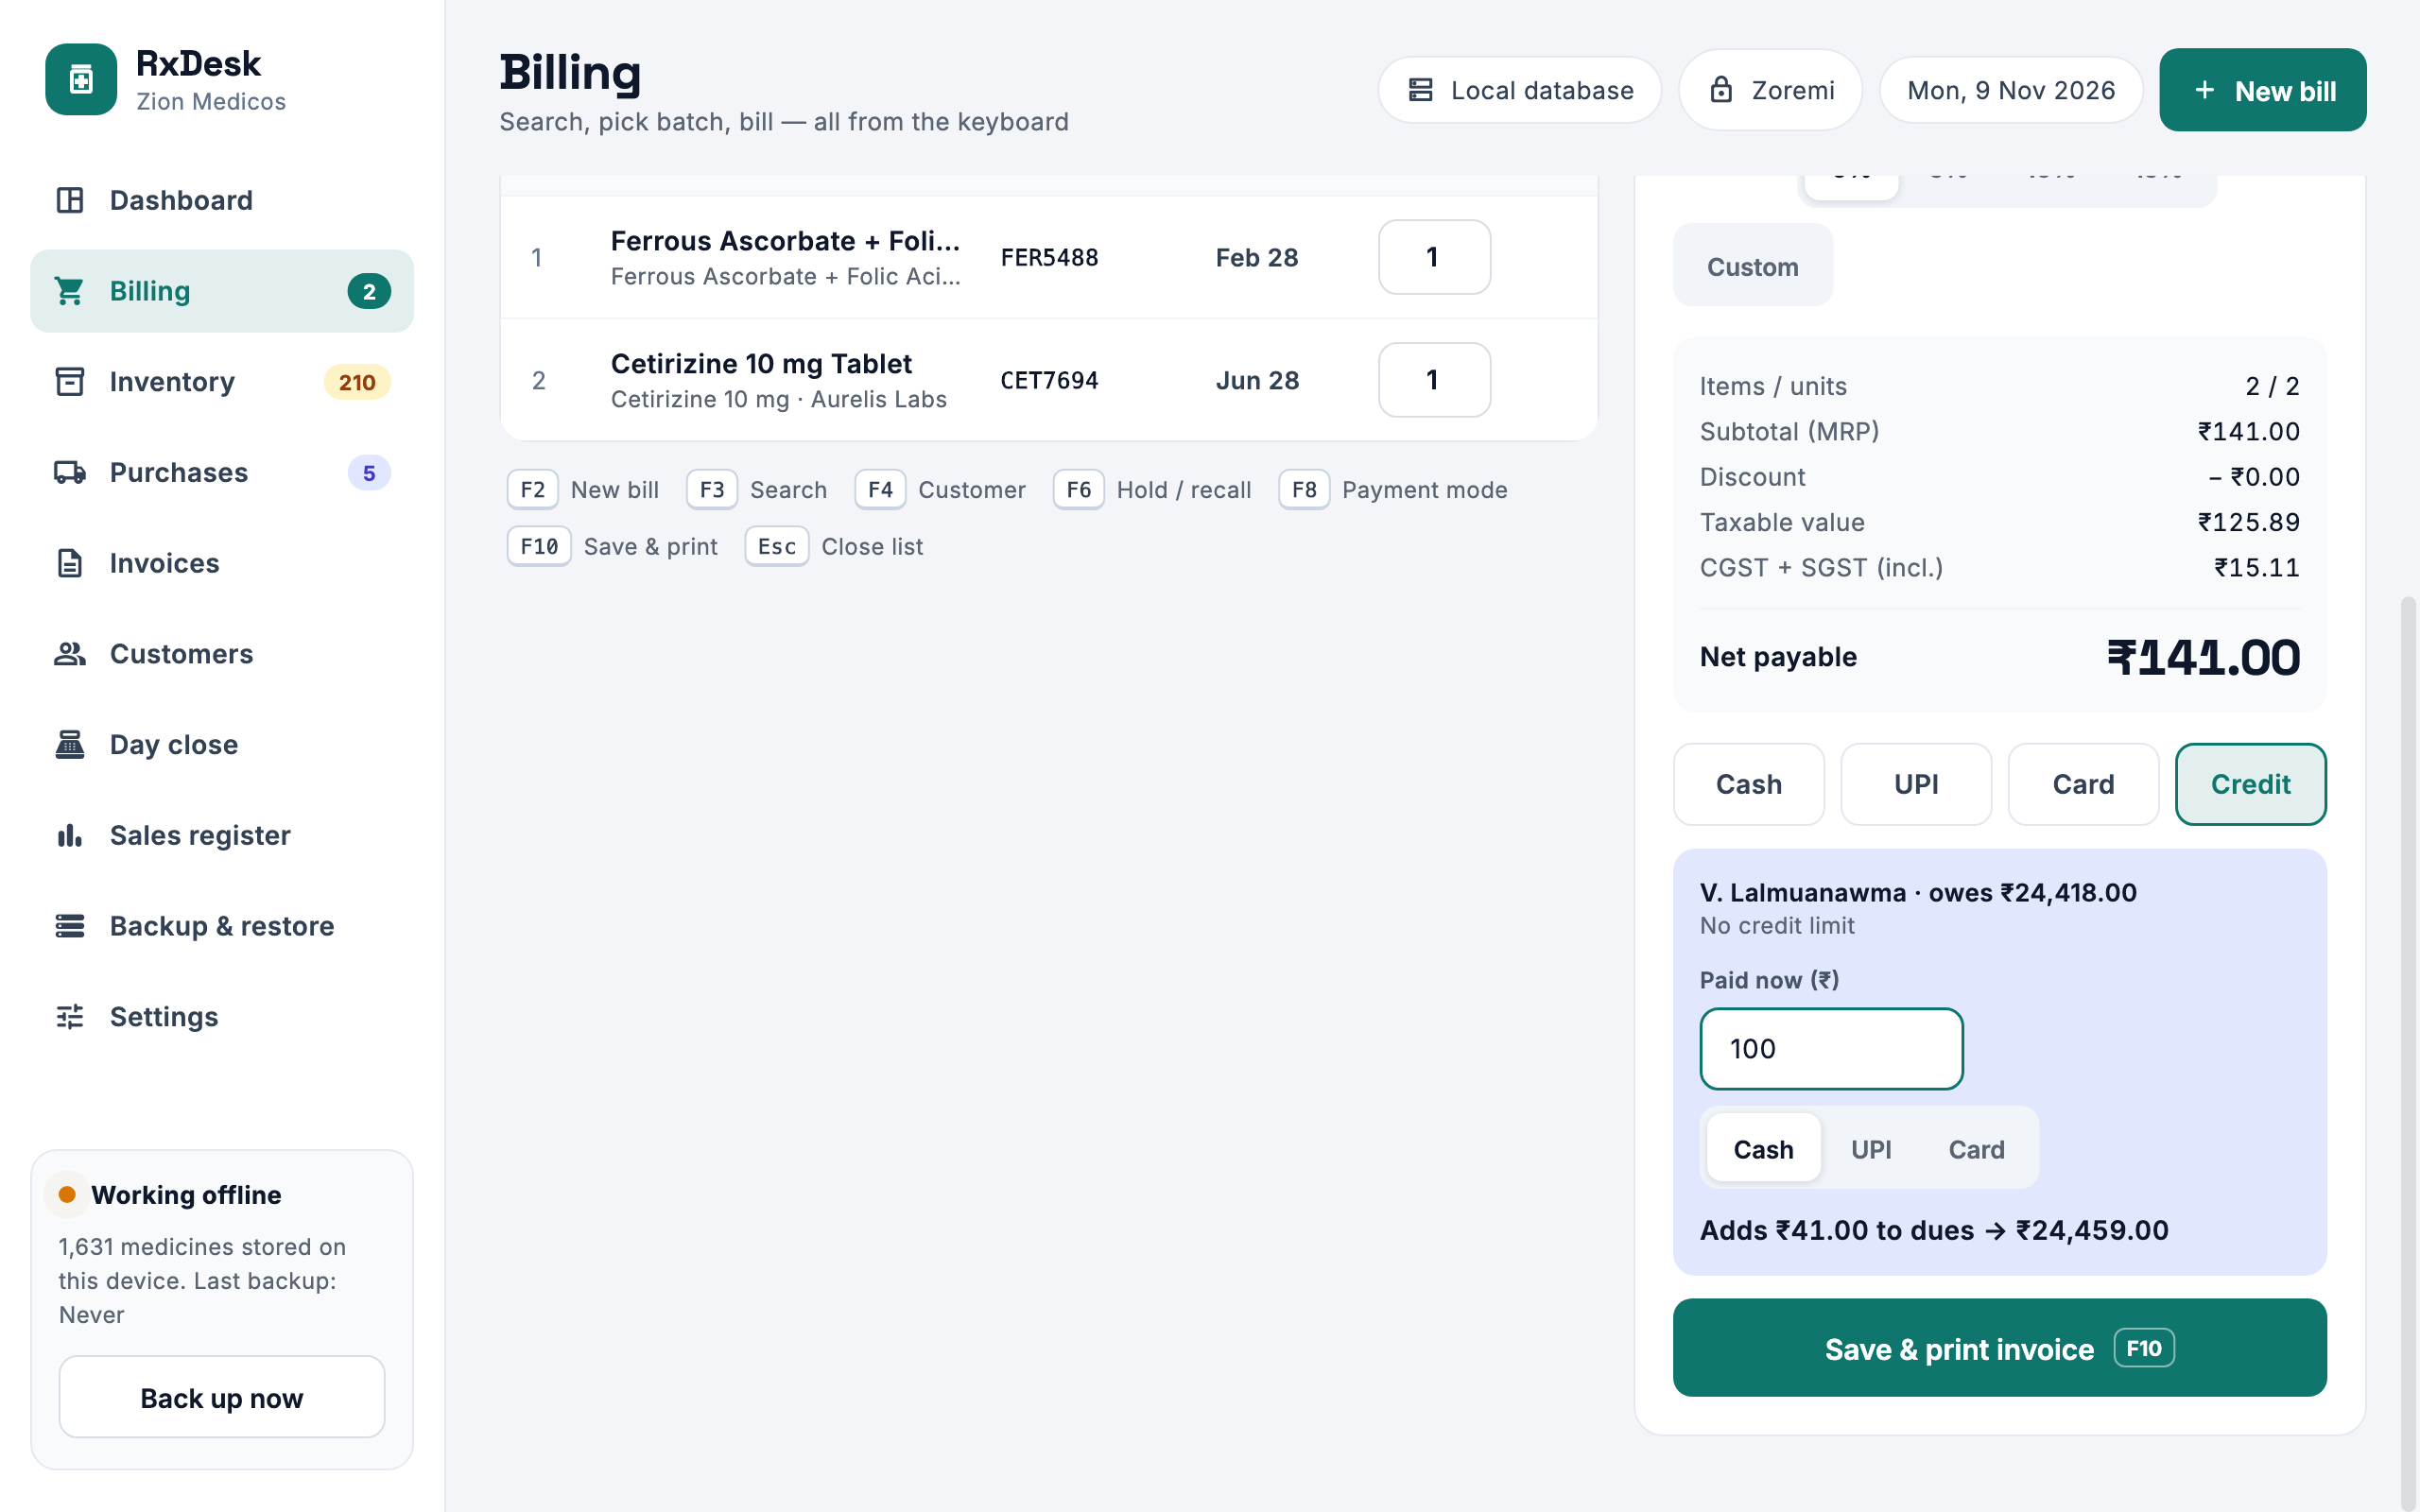 RxDesk
Zion Medicos
Dashboard
Billing 2
Inventory 210
Purchases 5
Invoices
Customers
Day close
Sales register
Backup & restore
Settings
Working offline
1,631 medicines stored on
this device. Last backup:
Never
Back up now
Billing
Search, pick batch, bill — all from the keyboard
Local database
Zoremi
Mon, 9 Nov 2026
+ New bill
1 Ferrous Ascorbate + Foli... FER5488 Feb 28 1
Ferrous Ascorbate + Folic Aci...
2 Cetirizine 10 mg Tablet CET7694 Jun 28 1
Cetirizine 10 mg · Aurelis Labs
F2 New bill F3 Search F4 Customer F6 Hold / recall F8 Payment mode
F10 Save & print Esc Close list
Custom
Items / units 2 / 2
Subtotal (MRP) ₹141.00
Discount – ₹0.00
Taxable value ₹125.89
CGST + SGST (incl.) ₹15.11
Net payable ₹141.00
Cash UPI Card Credit
V. Lalmuanawma · owes ₹24,418.00
No credit limit
Paid now (₹)
100
Cash UPI Card
Adds ₹41.00 to dues → ₹24,459.00
Save & print invoice F10